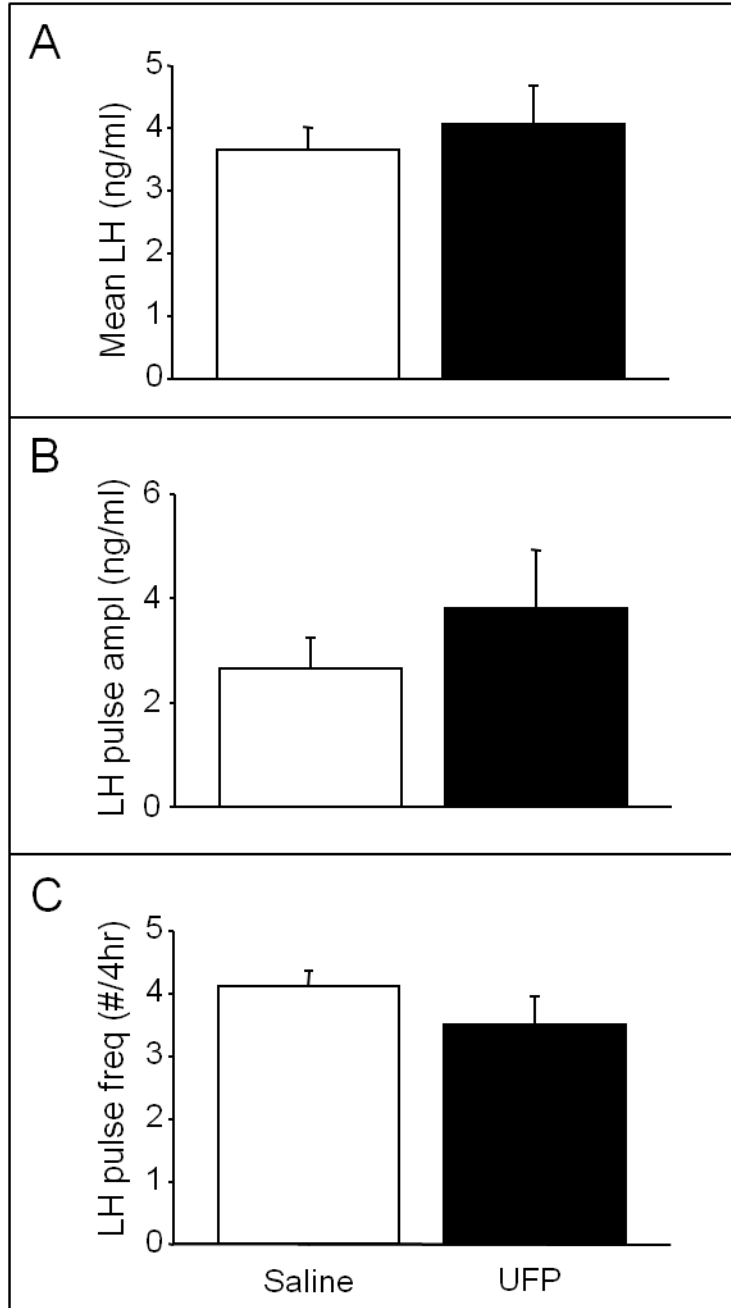 A
Mean LH (ng/ml)
5
4
3
2
1
0
B
LH pulse ampl (ng/ml)
6
4
2
0
C
LH pulse freq (#/4hr)
5
4
3
2
1
0
Saline UFP